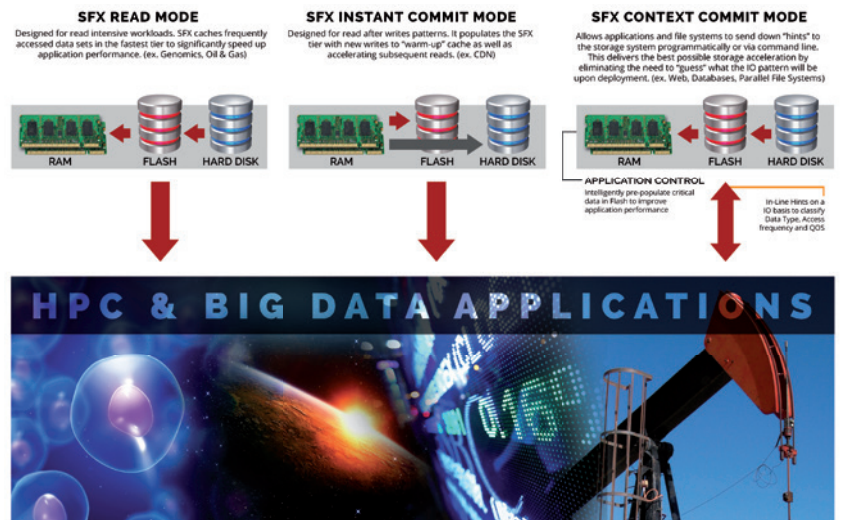 SFX READ MODE
Designed for read intensive workloads. SFX caches frequently
accessed data sets in the fastest tier to significantly speed up
application performance. (ex. Genomics, Oil & Gas)
RAM
FLASH
HARD DISK
SFX INSTANT COMMIT MODE
Designed for read after writes patterns. It populates the SFX
tier with new writes to "warm-up" cache as well as
accelerating subsequent reads. (ex. CDN)
RAM
FLASH
HARD DISK
SFX CONTEXT COMMIT MODE
Allows applications and file systems to send down "hints" to
the storage system programmatically or via command line.
This delivers the best possible storage acceleration by
eliminating the need to "guess" what the IO pattern will be
upon deployment. (ex. Web, Databases, Parallel File Systems)
RAM
FLASH
HARD DISK
APPLICATION CONTROL
Intelligently pre-populate critical
data in Flash to improve
application performance
In-Line Hints on a
IO basis to classify
Data Type, Access
frequency and QOS
HPC & BIG DATA APPLICATIONS